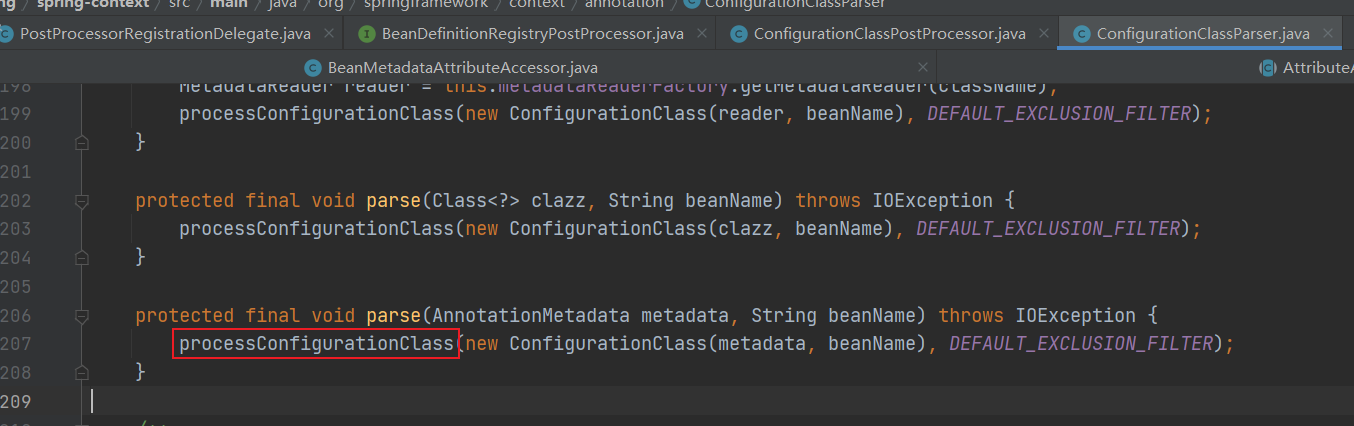 ng / spring-context / src / main / java / org / springframework / context / annotation / ConfigurationClassParser
PostProcessorRegistrationDelegate.java × BeanDefinitionRegistryPostProcessor.java × ConfigurationClassPostProcessor.java × ConfigurationClassParser.java ×
BeanMetadataAttributeAccessor.java × AttributeA
198 MetadataReader reader = this.metadataReaderFactory.getMetadataReader(className);
199 processConfigurationClass(new ConfigurationClass(reader, beanName), DEFAULT_EXCLUSION_FILTER);
200 }
201
202 protected final void parse(Class<?> clazz, String beanName) throws IOException {
203 processConfigurationClass(new ConfigurationClass(clazz, beanName), DEFAULT_EXCLUSION_FILTER);
204 }
205
206 protected final void parse(AnnotationMetadata metadata, String beanName) throws IOException {
207 processConfigurationClass(new ConfigurationClass(metadata, beanName), DEFAULT_EXCLUSION_FILTER);
208 }
209